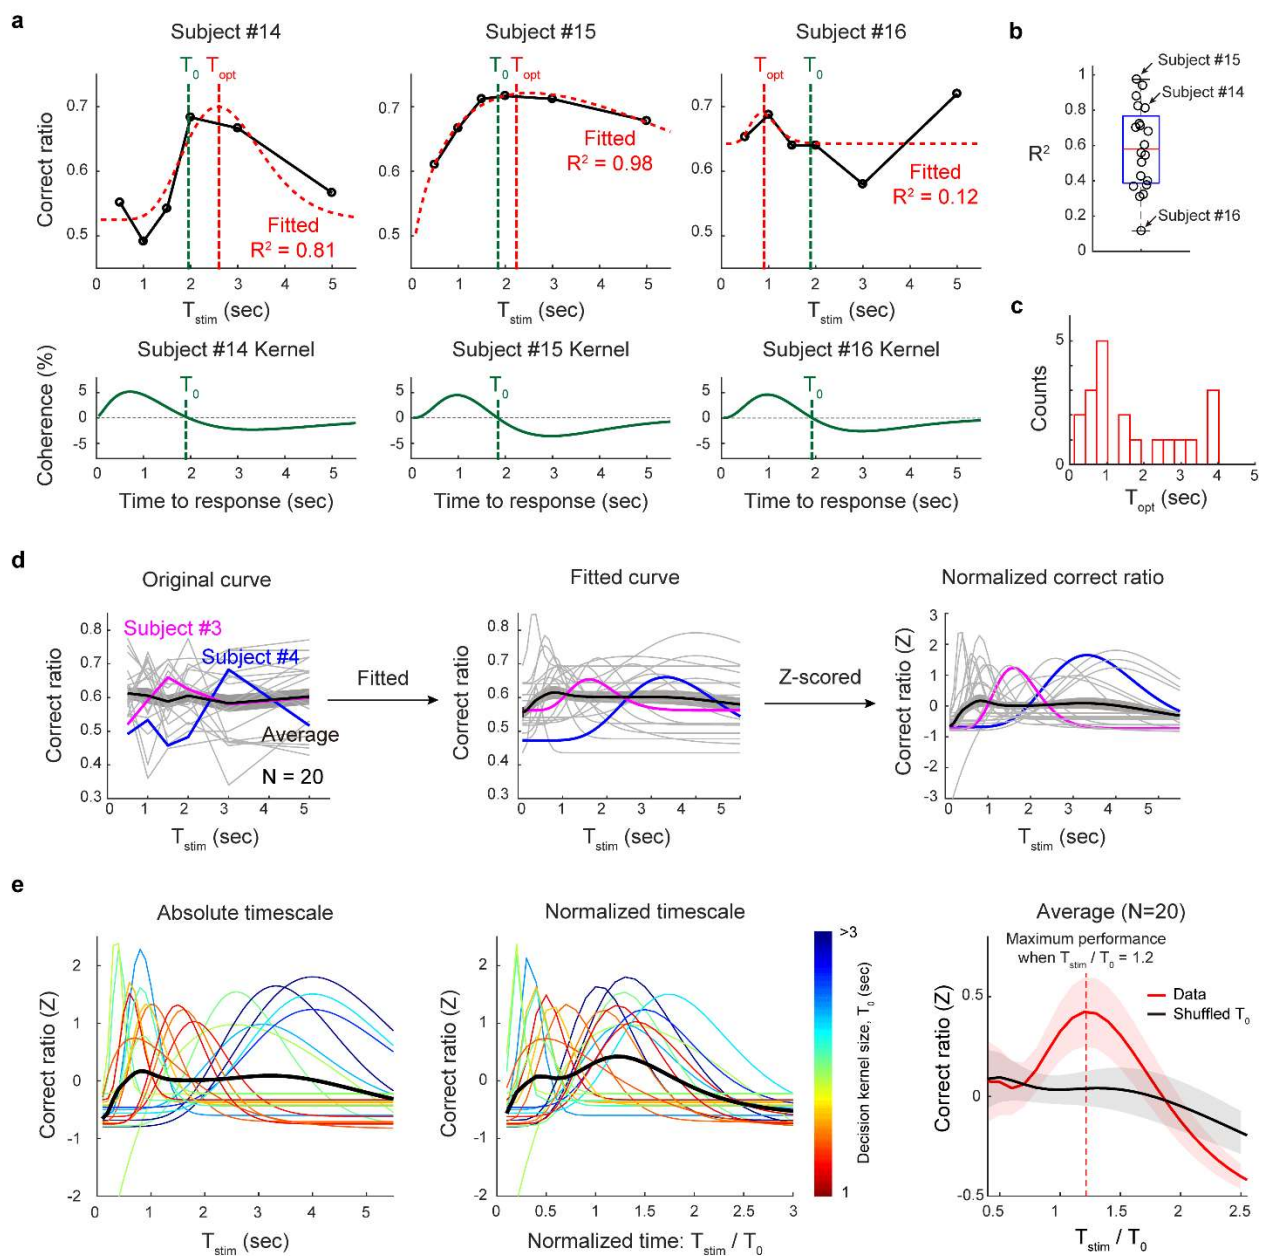 a
Subject #14
Subject #15
Subject #16
b
T0 Topt
T0 Topt
Topt T0
Correct ratio
0.7
0.6
0.5
Fitted
R² = 0.81
0 1 2 3 4 5
Tstim (sec)
0.7
0.6
0.5
Fitted
R² = 0.98
0 1 2 3 4 5
Tstim (sec)
0.7
0.6
0.5
Fitted
R² = 0.12
0 1 2 3 4 5
Tstim (sec)
R²
1
0.8
0.6
0.4
0.2
0
Subject #15
Subject #14
Subject #16
Subject #14 Kernel
Subject #15 Kernel
Subject #16 Kernel
T0
T0
T0
Coherence (%)
5
0
-5
0 1 2 3 4 5
Time to response (sec)
5
0
-5
0 1 2 3 4 5
Time to response (sec)
5
0
-5
0 1 2 3 4 5
Time to response (sec)
c
Counts
5
0
0 1 2 3 4 5
Topt (sec)
d
Original curve
Fitted curve
Normalized correct ratio
Correct ratio
0.8
0.7
0.6
0.5
0.4
0.3
Subject #3
Subject #4
Average
N = 20
0 1 2 3 4 5
Tstim (sec)
Fitted
Correct ratio
0.8
0.7
0.6
0.5
0.4
0.3
0 1 2 3 4 5
Tstim (sec)
Z-scored
Correct ratio (Z)
3
2
1
0
-1
-2
-3
0 1 2 3 4 5
Tstim (sec)
e
Absolute timescale
Normalized timescale
Average (N=20)
Correct ratio (Z)
2
1
0
-1
-2
0 1 2 3 4 5
Tstim (sec)
Correct ratio (Z)
2
1
0
-1
-2
0 0.5 1 1.5 2 2.5 3
Normalized time: Tstim / T0
>3
1
Decision kernel size, T0 (sec)
Maximum performance
when Tstim / T0 = 1.2
Data
Shuffled T0
Correct ratio (Z)
0.5
0
-0.5
0.5 1 1.5 2 2.5
Tstim / T0